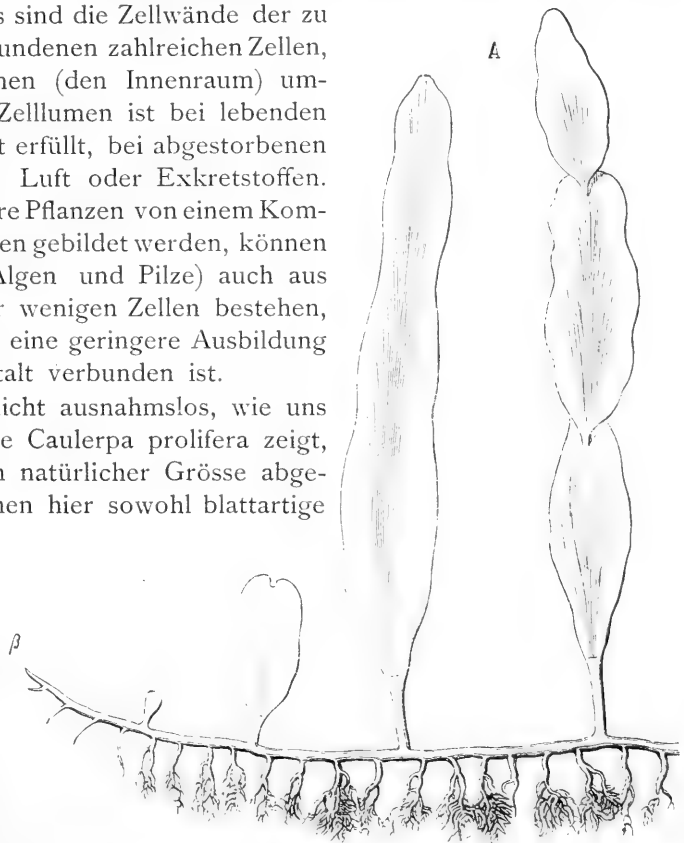 s sind die Zellwände der zu
undenen zahlreichen Zellen,
nen (den Innenraum) um-
Zelllumen ist bei lebenden
t erfüllt, bei abgestorbenen
Luft oder Exkretstoffen.
re Pflanzen von einem Kom-
en gebildet werden, können
Algen und Pilze) auch aus
r wenigen Zellen bestehen,
eine geringere Ausbildung
talt verbunden ist.
icht ausnahmslos, wie uns
e Caulerpa prolifera zeigt,
n natürlicher Grösse abge-
nen hier sowohl blattartige
A
β